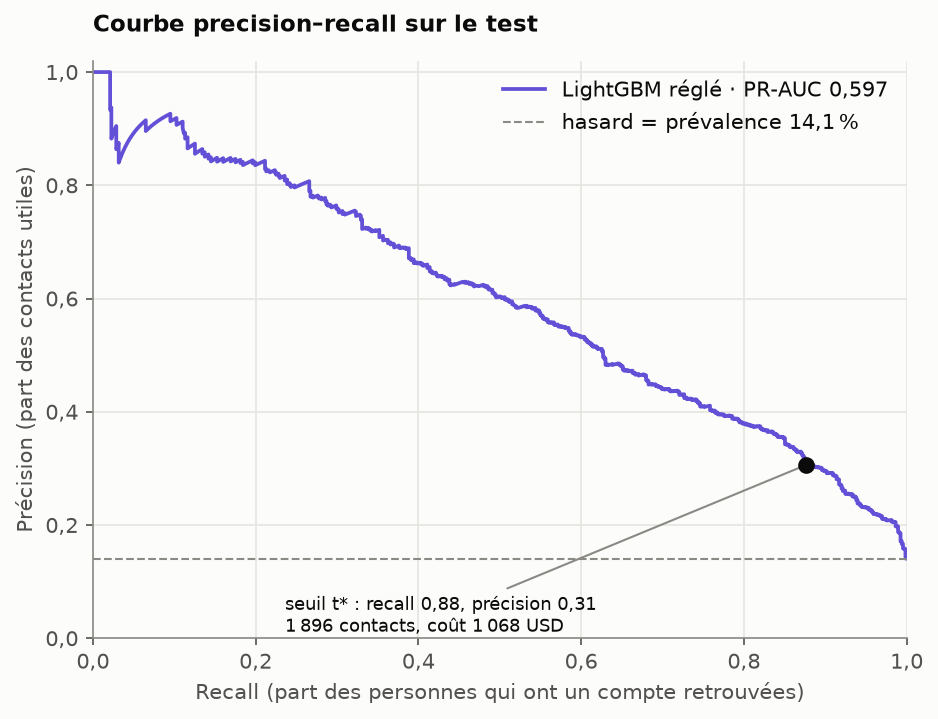 Courbe precision–recall sur le test
LightGBM réglé · PR-AUC 0,597
hasard = prévalence 14,1 %
Précision (part des contacts utiles)
1,0
0,8
0,6
0,4
0,2
0,0
seuil t* : recall 0,88, précision 0,31
1 896 contacts, coût 1 068 USD
0,0 0,2 0,4 0,6 0,8 1,0
Recall (part des personnes qui ont un compte retrouvées)